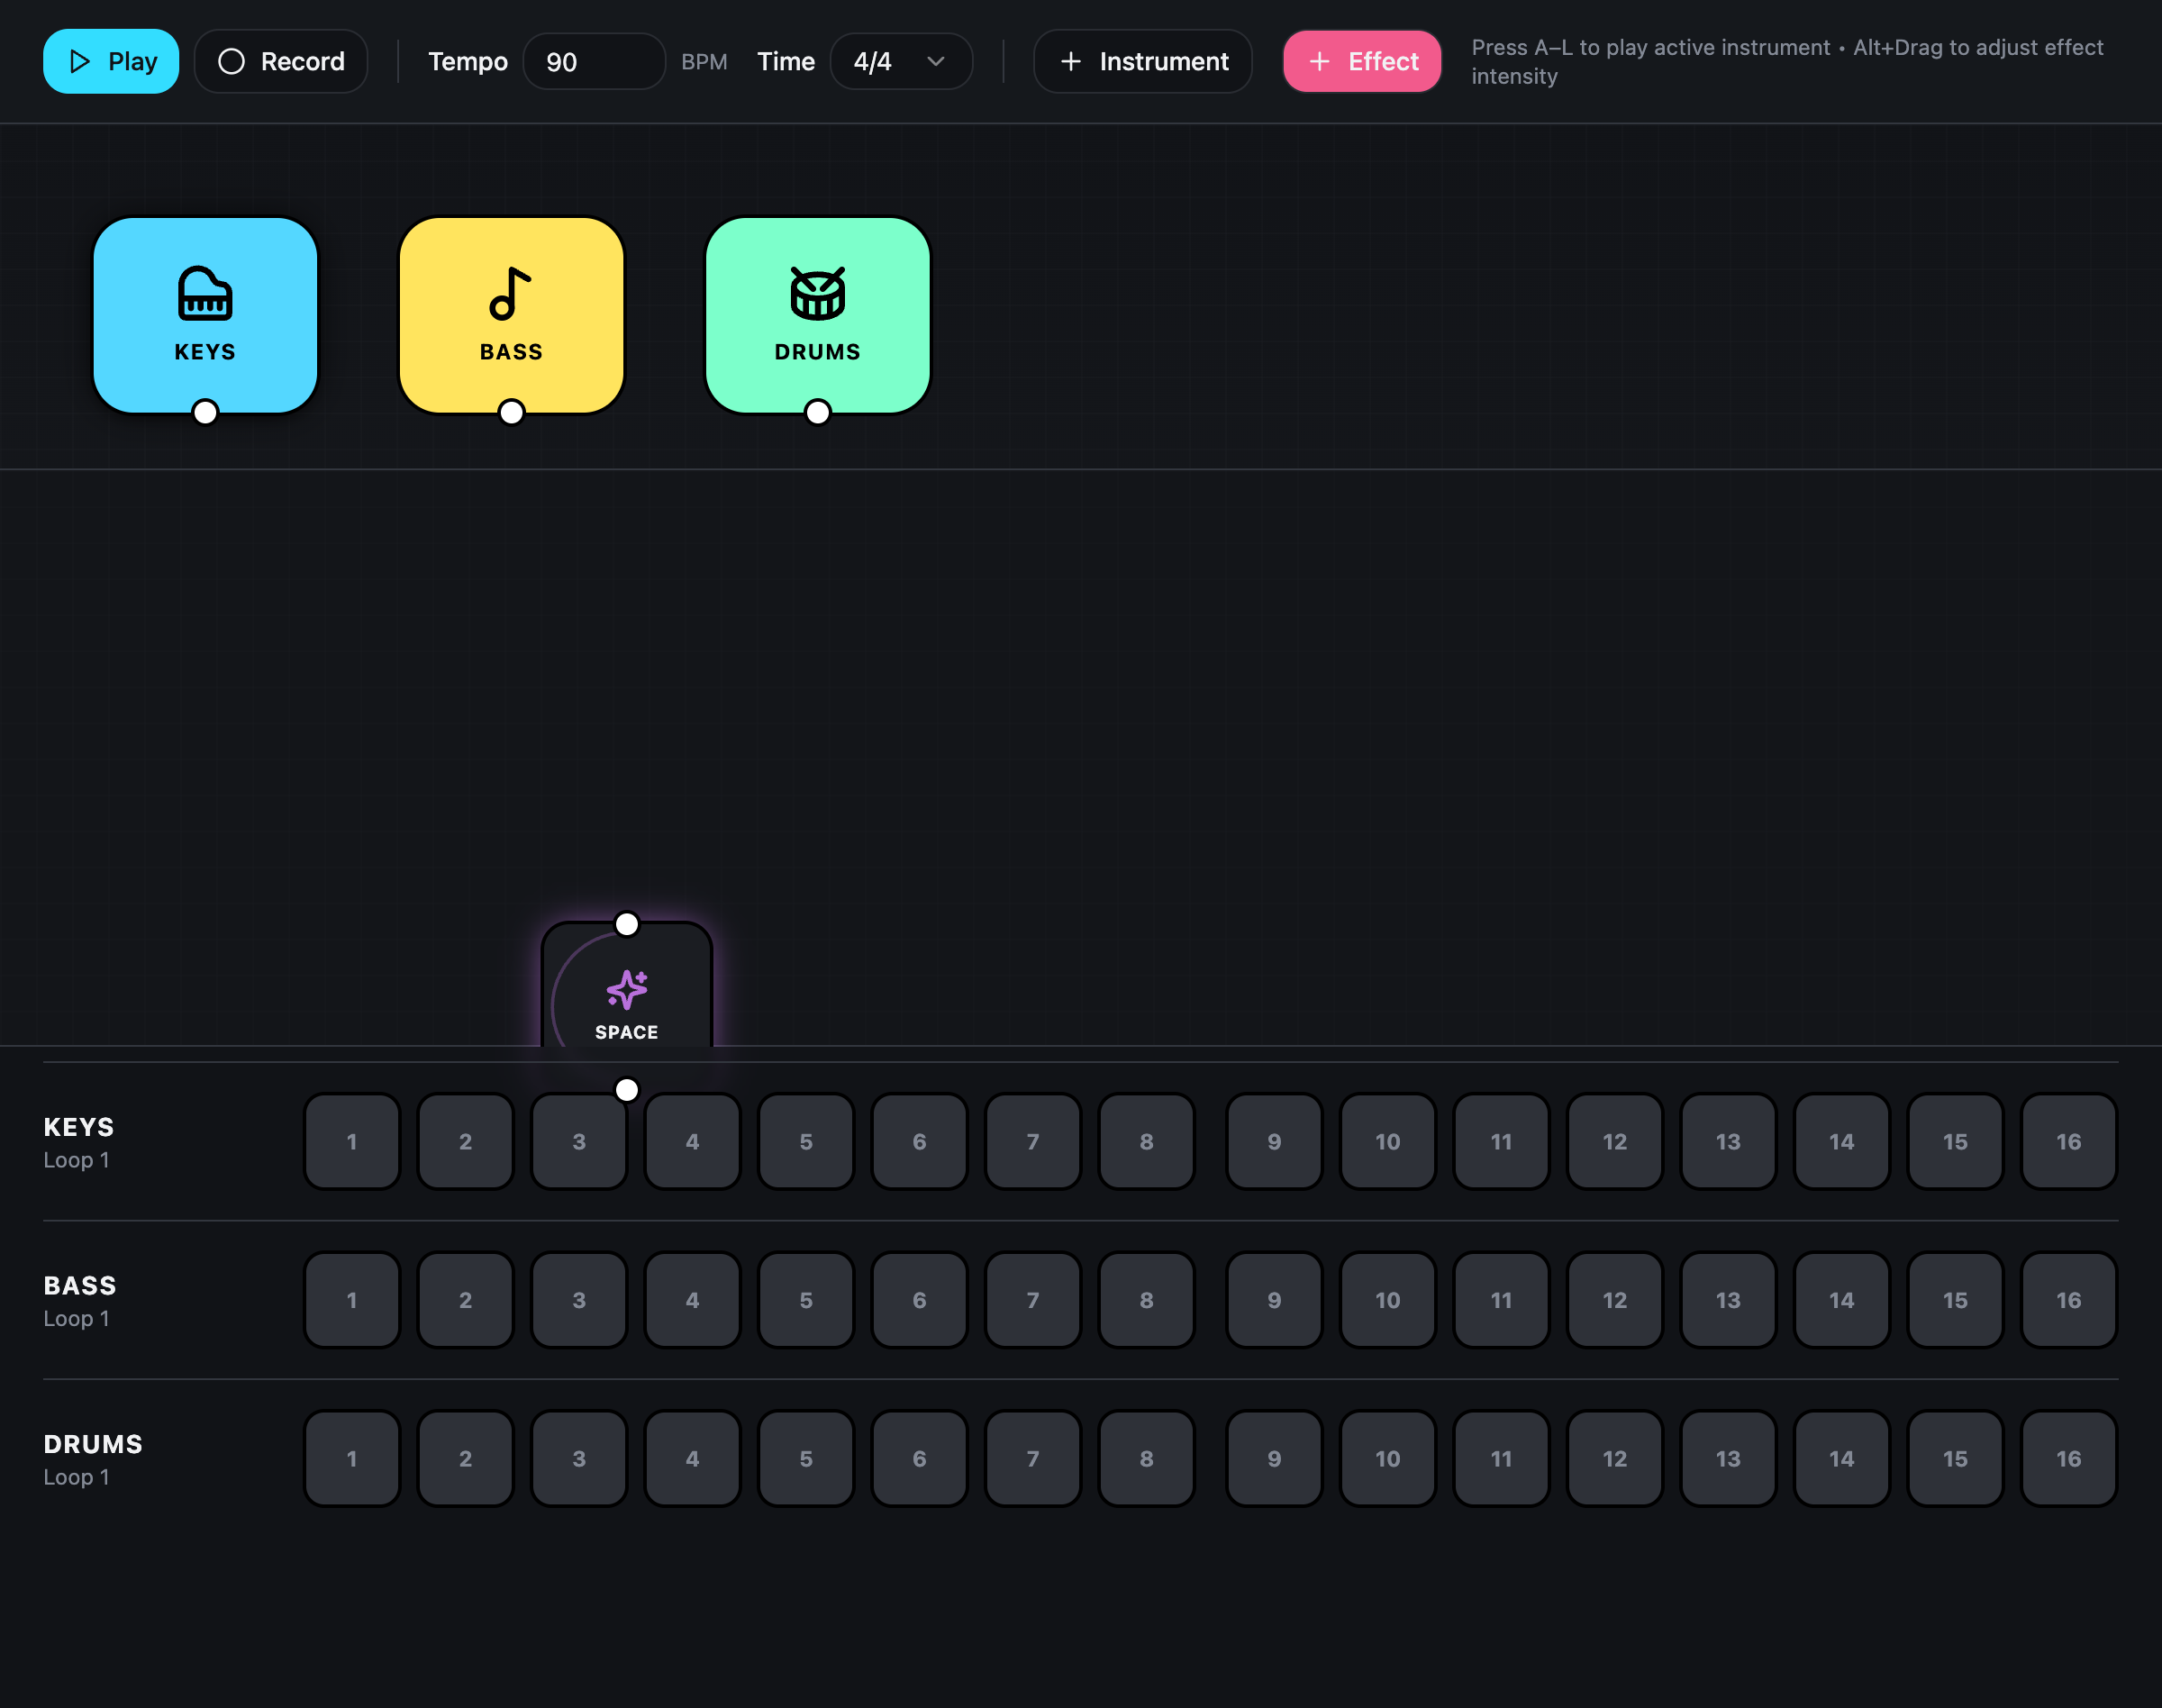 Play
Record
Tempo
90
BPM
Time
4/4
+ Instrument
+ Effect
Press A–L to play active instrument • Alt+Drag to adjust effect
intensity
KEYS
BASS
DRUMS
SPACE
KEYS
Loop 1
1 2 3 4 5 6 7 8 9 10 11 12 13 14 15 16
BASS
Loop 1
1 2 3 4 5 6 7 8 9 10 11 12 13 14 15 16
DRUMS
Loop 1
1 2 3 4 5 6 7 8 9 10 11 12 13 14 15 16